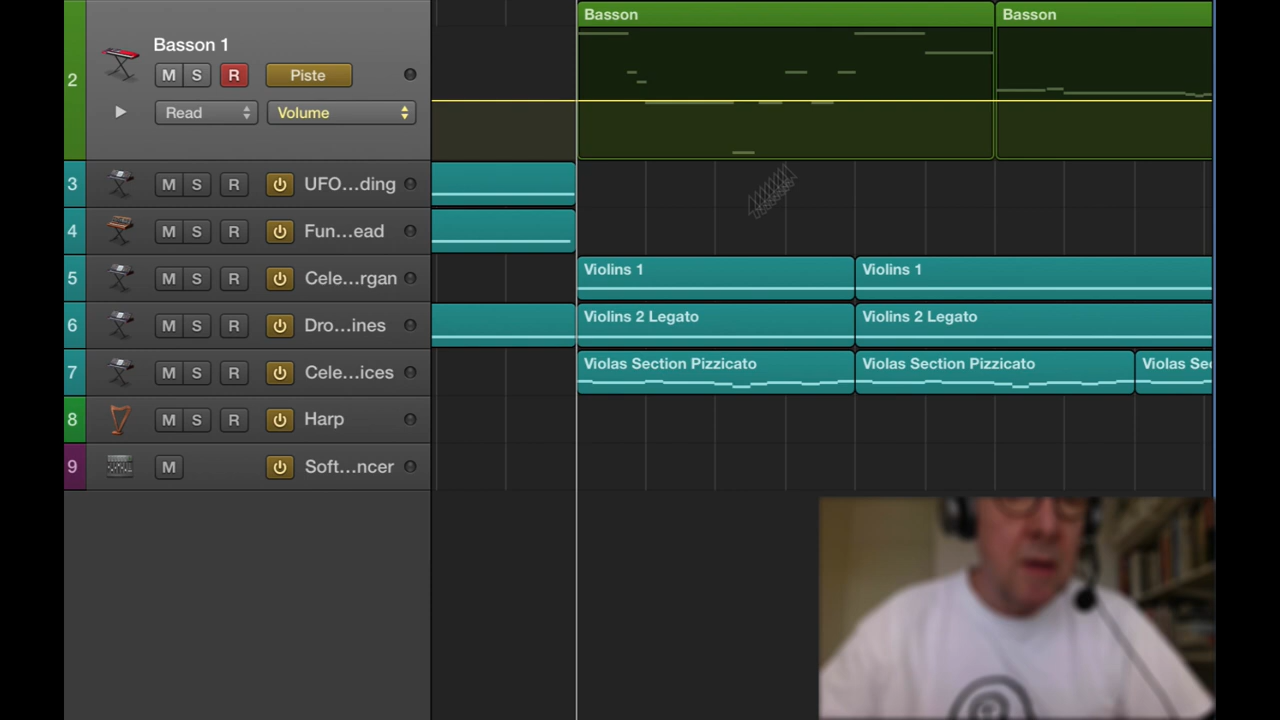 Basson
Basson
2
Basson 1
M S R Piste
Read Volume
3 M S R UFO...ding
4 M S R Fun...ead
5 M S R Cele...rgan
Violins 1
Violins 1
6 M S R Dro...ines
Violins 2 Legato
Violins 2 Legato
7 M S R Cele...ices
Violas Section Pizzicato
Violas Section Pizzicato
Violas Sec
8 M S R Harp
9 M Soft...ncer